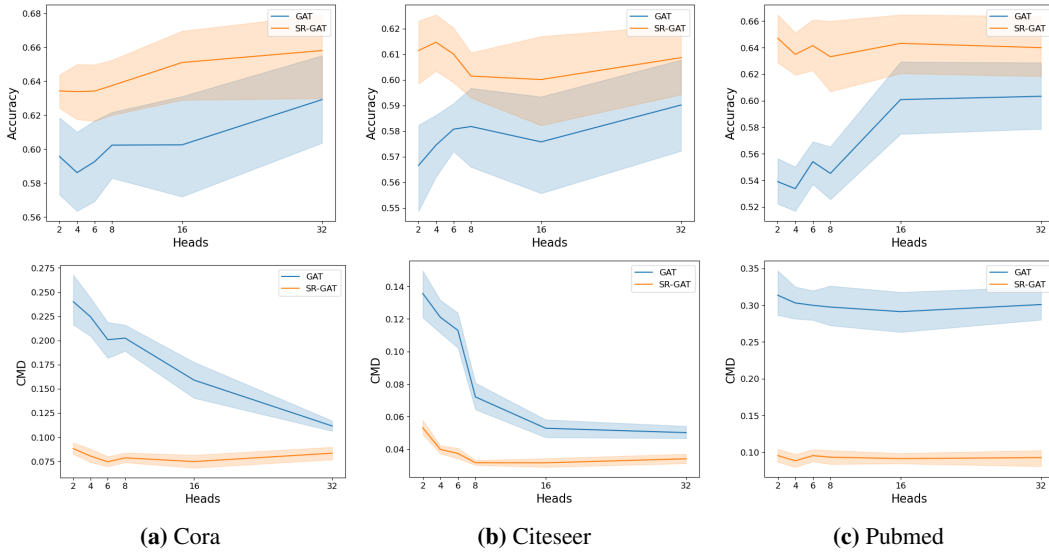 GAT
SR-GAT
0.66
0.64
0.62
0.60
0.58
0.56
Accuracy
2 4 6 8 16 32
Heads
GAT
SR-GAT
0.62
0.61
0.60
0.59
0.58
0.57
0.56
0.55
Accuracy
2 4 6 8 16 32
Heads
GAT
SR-GAT
0.66
0.64
0.62
0.60
0.58
0.56
0.54
0.52
Accuracy
2 4 6 8 16 32
Heads
GAT
SR-GAT
0.275
0.250
0.225
0.200
0.175
0.150
0.125
0.100
0.075
CMD
2 4 6 8 16 32
Heads
GAT
SR-GAT
0.14
0.12
0.10
0.08
0.06
0.04
CMD
2 4 6 8 16 32
Heads
GAT
SR-GAT
0.35
0.30
0.25
0.20
0.15
0.10
CMD
2 4 6 8 16 32
Heads
(a) Cora
(b) Citeseer
(c) Pubmed